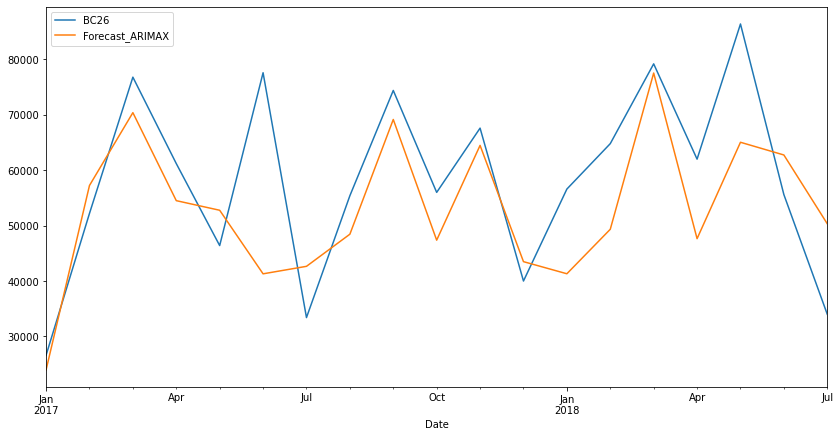 BC26
Forecast_ARIMAX
80000
70000
60000
50000
40000
30000
Jan Apr Jul Oct Jan Apr Jul
2017 2018
Date